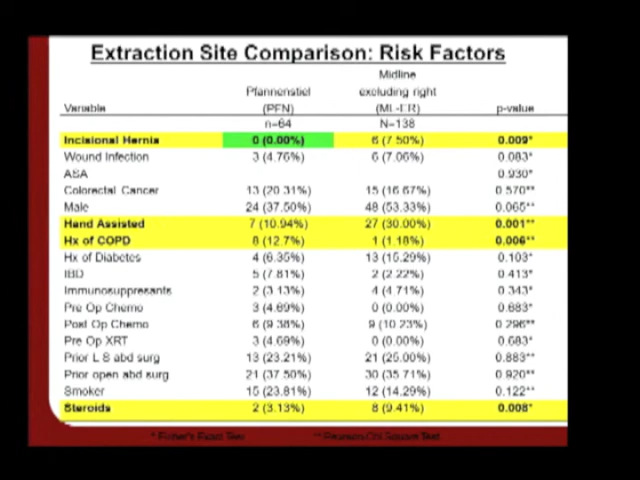 Extraction Site Comparison: Risk Factors
Variable Pfannenstiel (PFN) Midline excluding right (ML-ER) p-value
n=64 N=138
Incisional Hernia 0 (0.00%) 6 (7.50%) 0.009*
Wound Infection 3 (4.76%) 6 (7.06%) 0.083*
ASA 0.930*
Colorectal Cancer 13 (20.31%) 15 (16.67%) 0.570**
Male 24 (37.50%) 48 (53.33%) 0.065**
Hand Assisted 7 (10.94%) 27 (30.00%) 0.001**
Hx of COPD 8 (12.7%) 1 (1.18%) 0.006**
Hx of Diabetes 4 (6.35%) 13 (15.29%) 0.103*
IBD 5 (7.81%) 2 (2.22%) 0.413*
Immunosuppresants 2 (3.13%) 4 (4.71%) 0.343*
Pre Op Chemo 3 (4.69%) 0 (0.00%) 0.683*
Post Op Chemo 6 (9.38%) 9 (10.23%) 0.296**
Pre Op XRT 3 (4.69%) 0 (0.00%) 0.683*
Prior L S abd surg 13 (23.21%) 21 (25.00%) 0.883**
Prior open abd surg 21 (37.50%) 30 (35.71%) 0.920**
Smoker 15 (23.81%) 12 (14.29%) 0.122**
Steroids 2 (3.13%) 8 (9.41%) 0.008*
* Fisher's Exact Test ** Pearson Chi Square Test